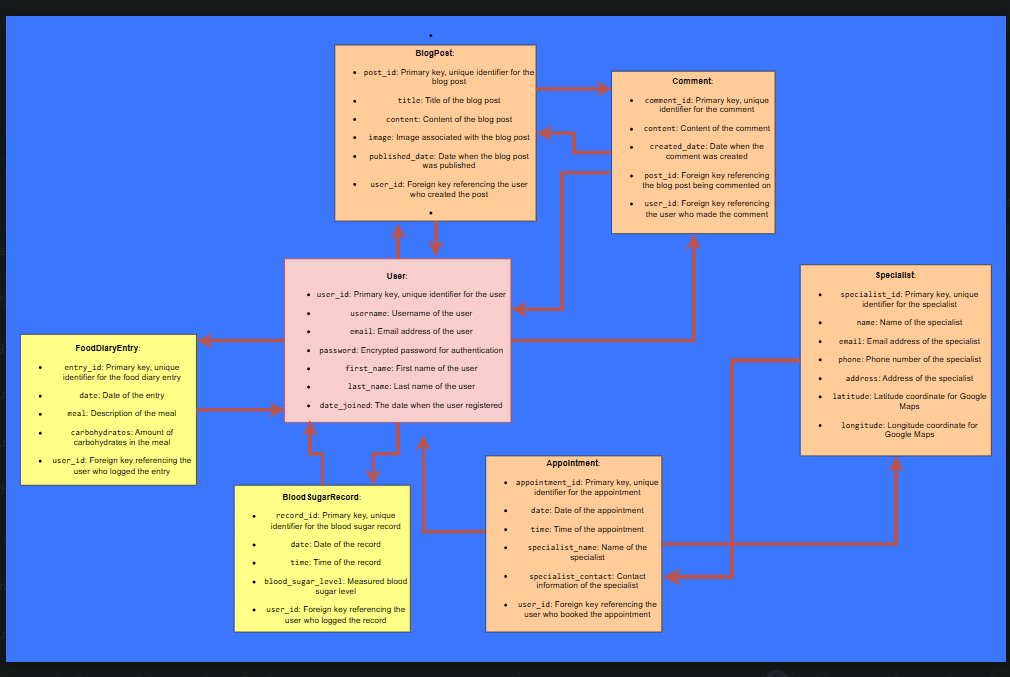 BlogPost:
• post_id: Primary key, unique identifier for the
blog post
• title: Title of the blog post
• content: Content of the blog post
• image: Image associated with the blog post
• published_date: Date when the blog post
was published
• user_id: Foreign key referencing the user
who created the post
Comment:
• comment_id: Primary key, unique
identifier for the comment
• content: Content of the comment
• created_date: Date when the
comment was created
• post_id: Foreign key referencing
the blog post being commented on
• user_id: Foreign key referencing
the user who made the comment
User:
• user_id: Primary key, unique identifier for the user
• username: Username of the user
• email: Email address of the user
• password: Encrypted password for authentication
• first_name: First name of the user
• last_name: Last name of the user
• date_joined: The date when the user registered
Specialist:
• specialist_id: Primary key, unique
identifier for the specialist
• name: Name of the specialist
• email: Email address of the specialist
• phone: Phone number of the specialist
• address: Address of the specialist
• latitude: Latitude coordinate for Google
Maps
• longitude: Longitude coordinate for
Google Maps
FoodDiaryEntry:
• entry_id: Primary key, unique
identifier for the food diary entry
• date: Date of the entry
• meal: Description of the meal
• carbohydrates: Amount of
carbohydrates in the meal
• user_id: Foreign key referencing the
user who logged the entry
BloodSugarRecord:
• record_id: Primary key, unique
identifier for the blood sugar record
• date: Date of the record
• time: Time of the record
• blood_sugar_level: Measured blood
sugar level
• user_id: Foreign key referencing the
user who logged the record
Appointment:
• appointment_id: Primary key, unique
identifier for the appointment
• date: Date of the appointment
• time: Time of the appointment
• specialist_name: Name of the
specialist
• specialist_contact: Contact
information of the specialist
• user_id: Foreign key referencing the
user who booked the appointment